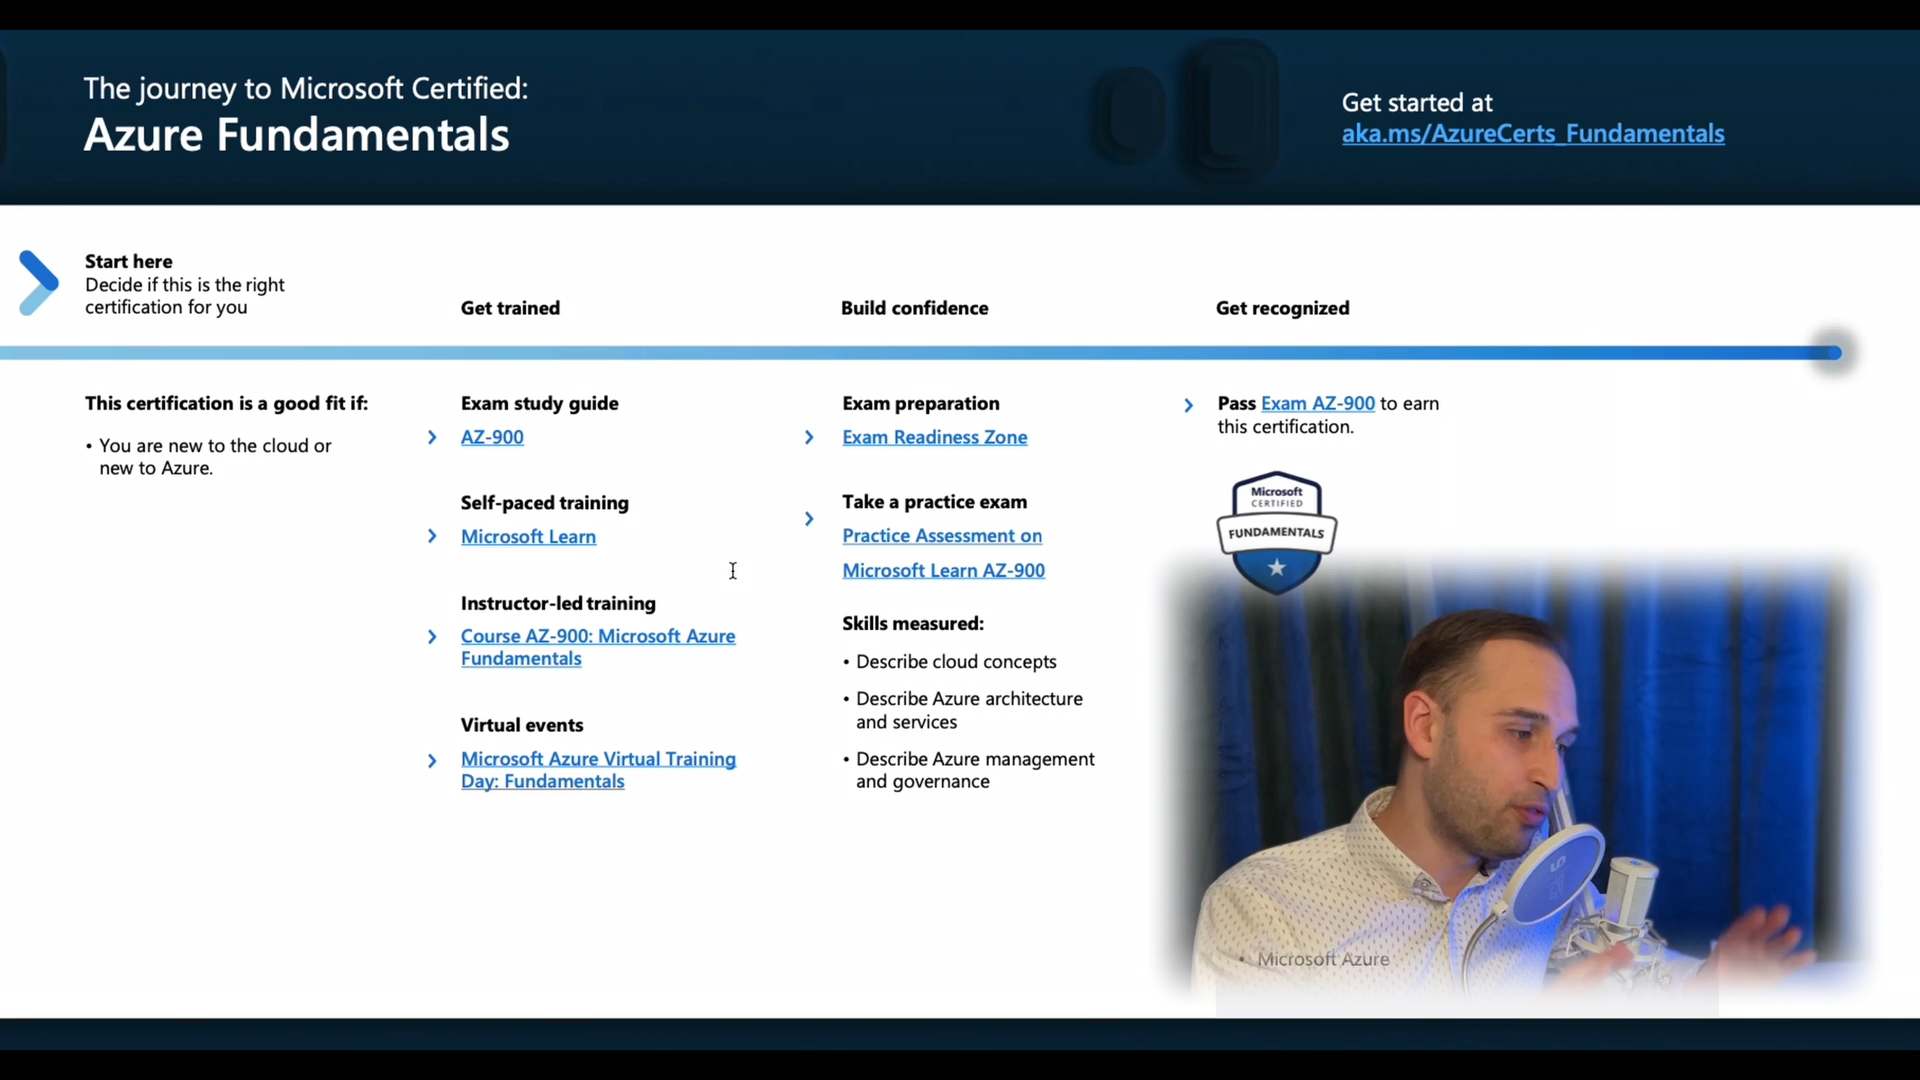 The journey to Microsoft Certified:
Azure Fundamentals
Get started at
aka.ms/AzureCerts_Fundamentals
Start here
Decide if this is the right
certification for you
Get trained
Build confidence
Get recognized
This certification is a good fit if:
• You are new to the cloud or
new to Azure.
Exam study guide
AZ-900
Self-paced training
Microsoft Learn
Instructor-led training
Course AZ-900: Microsoft Azure
Fundamentals
Virtual events
Microsoft Azure Virtual Training
Day: Fundamentals
Exam preparation
Exam Readiness Zone
Take a practice exam
Practice Assessment on
Microsoft Learn AZ-900
Skills measured:
• Describe cloud concepts
• Describe Azure architecture
and services
• Describe Azure management
and governance
Pass Exam AZ-900 to earn
this certification.
Microsoft
CERTIFIED
FUNDAMENTALS
• Microsoft Azure